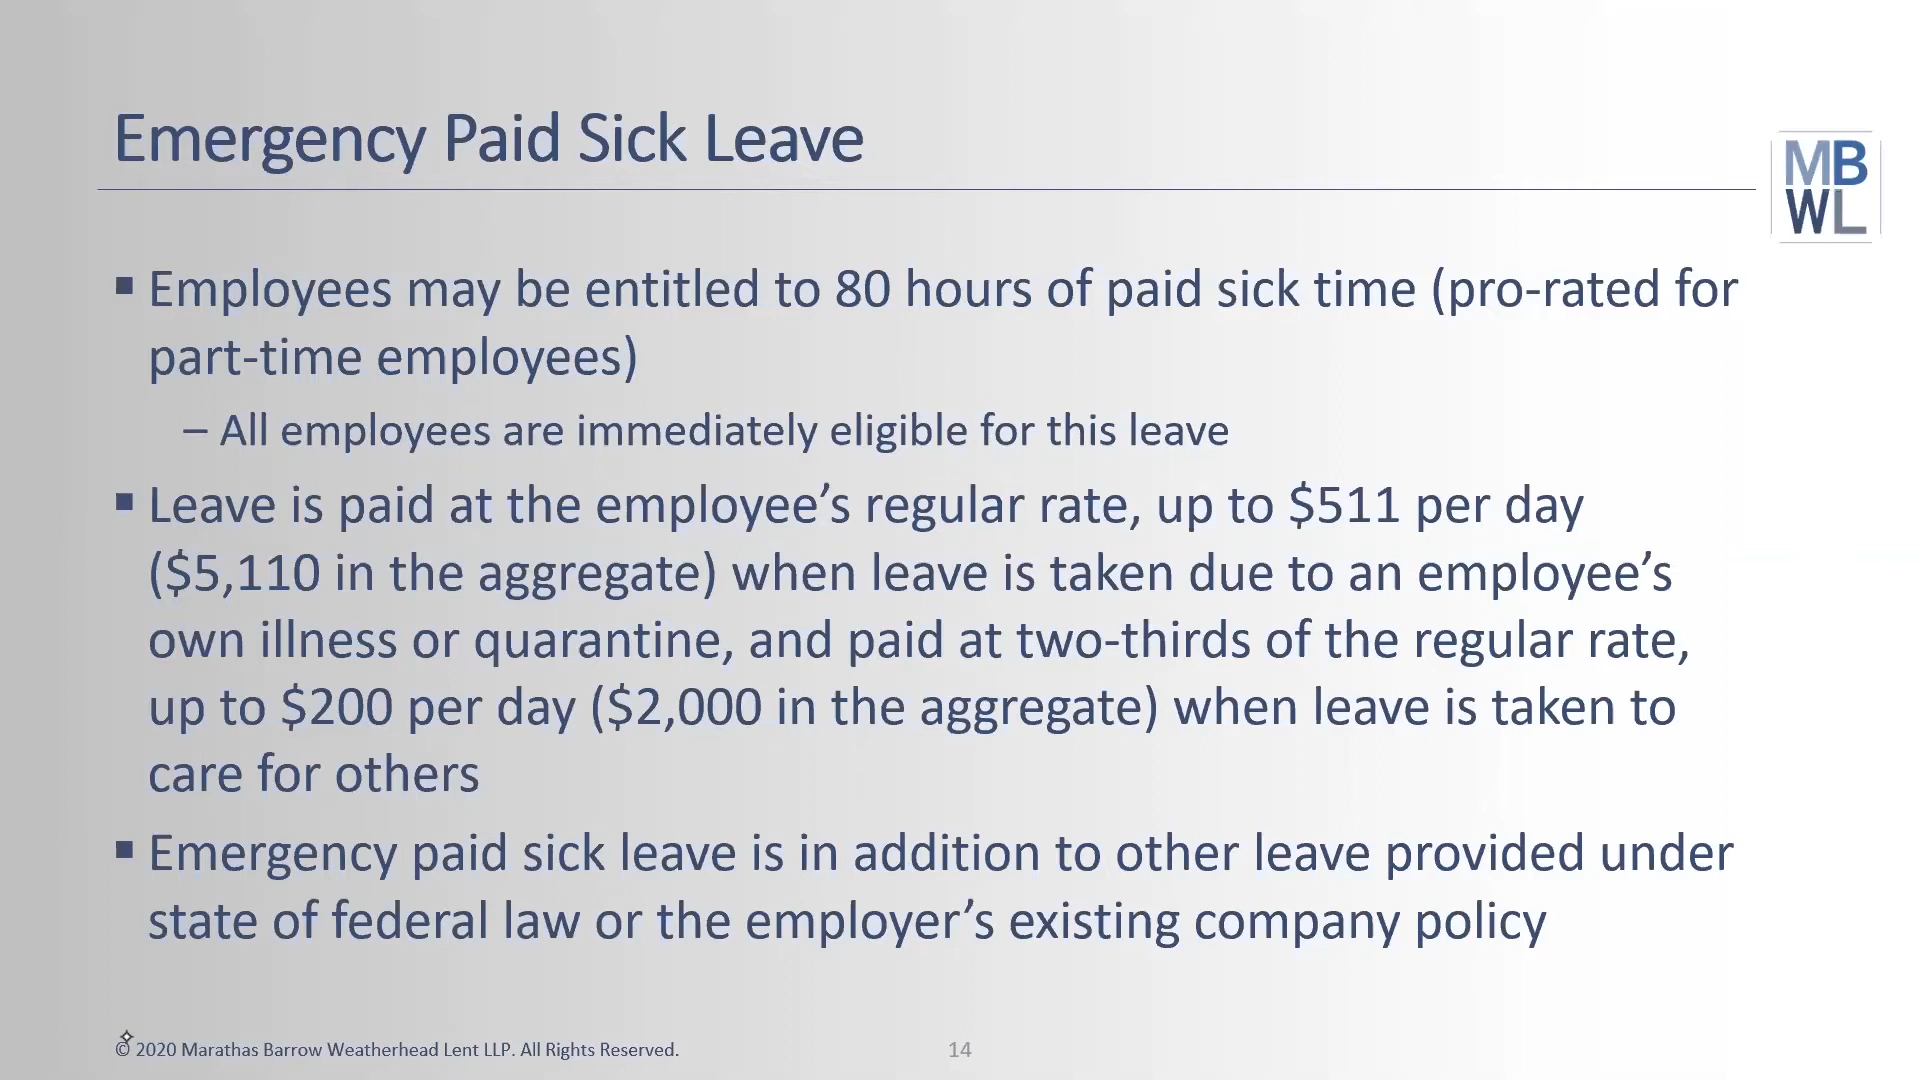 Emergency Paid Sick Leave
MB
WL
▪ Employees may be entitled to 80 hours of paid sick time (pro-rated for
part-time employees)
– All employees are immediately eligible for this leave
▪ Leave is paid at the employee’s regular rate, up to $511 per day
($5,110 in the aggregate) when leave is taken due to an employee’s
own illness or quarantine, and paid at two-thirds of the regular rate,
up to $200 per day ($2,000 in the aggregate) when leave is taken to
care for others
▪ Emergency paid sick leave is in addition to other leave provided under
state of federal law or the employer’s existing company policy
© 2020 Marathas Barrow Weatherhead Lent LLP. All Rights Reserved.
14